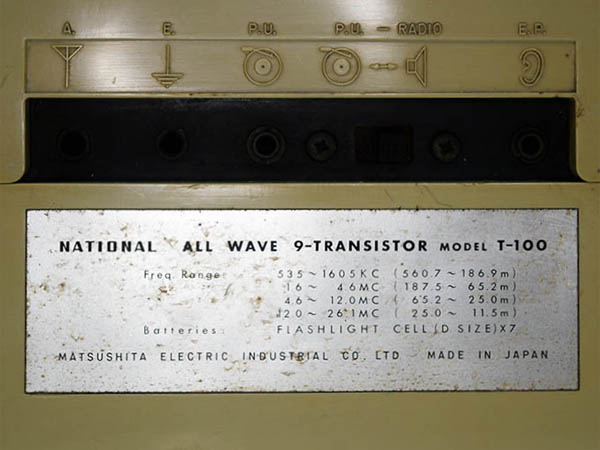 A. E. P.U. P.U. – RADIO E.P.
NATIONAL ALL WAVE 9-TRANSISTOR MODEL T-100
Freq. Range: 535~1605KC (560.7~186.9m)
1.6~ 4.6MC (187.5~ 65.2m)
4.6~ 12.0MC ( 65.2~ 25.0m)
12.0~ 26.1MC ( 25.0~ 11.5m)
Batteries: FLASHLIGHT CELL (D SIZE)X7
MATSUSHITA ELECTRIC INDUSTRIAL CO. LTD MADE IN JAPAN